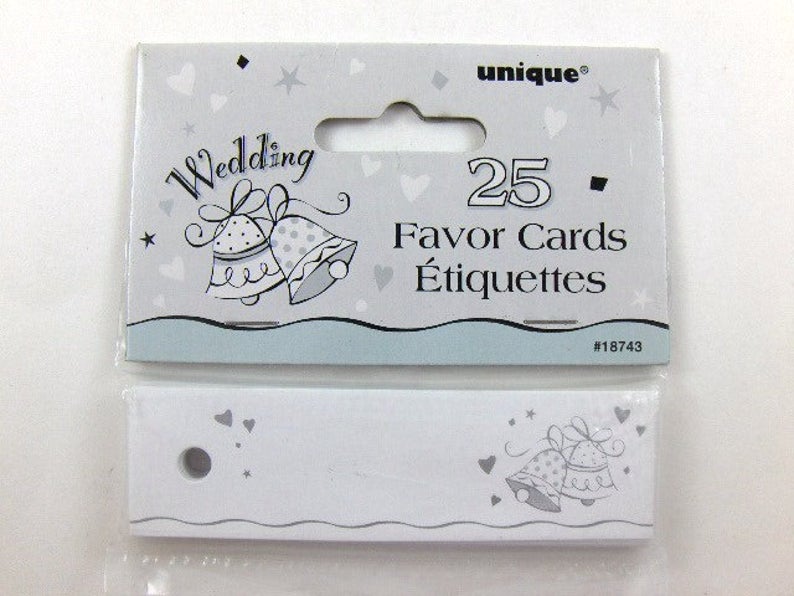 unique®
Wedding
25
Favor Cards
Étiquettes
#18743